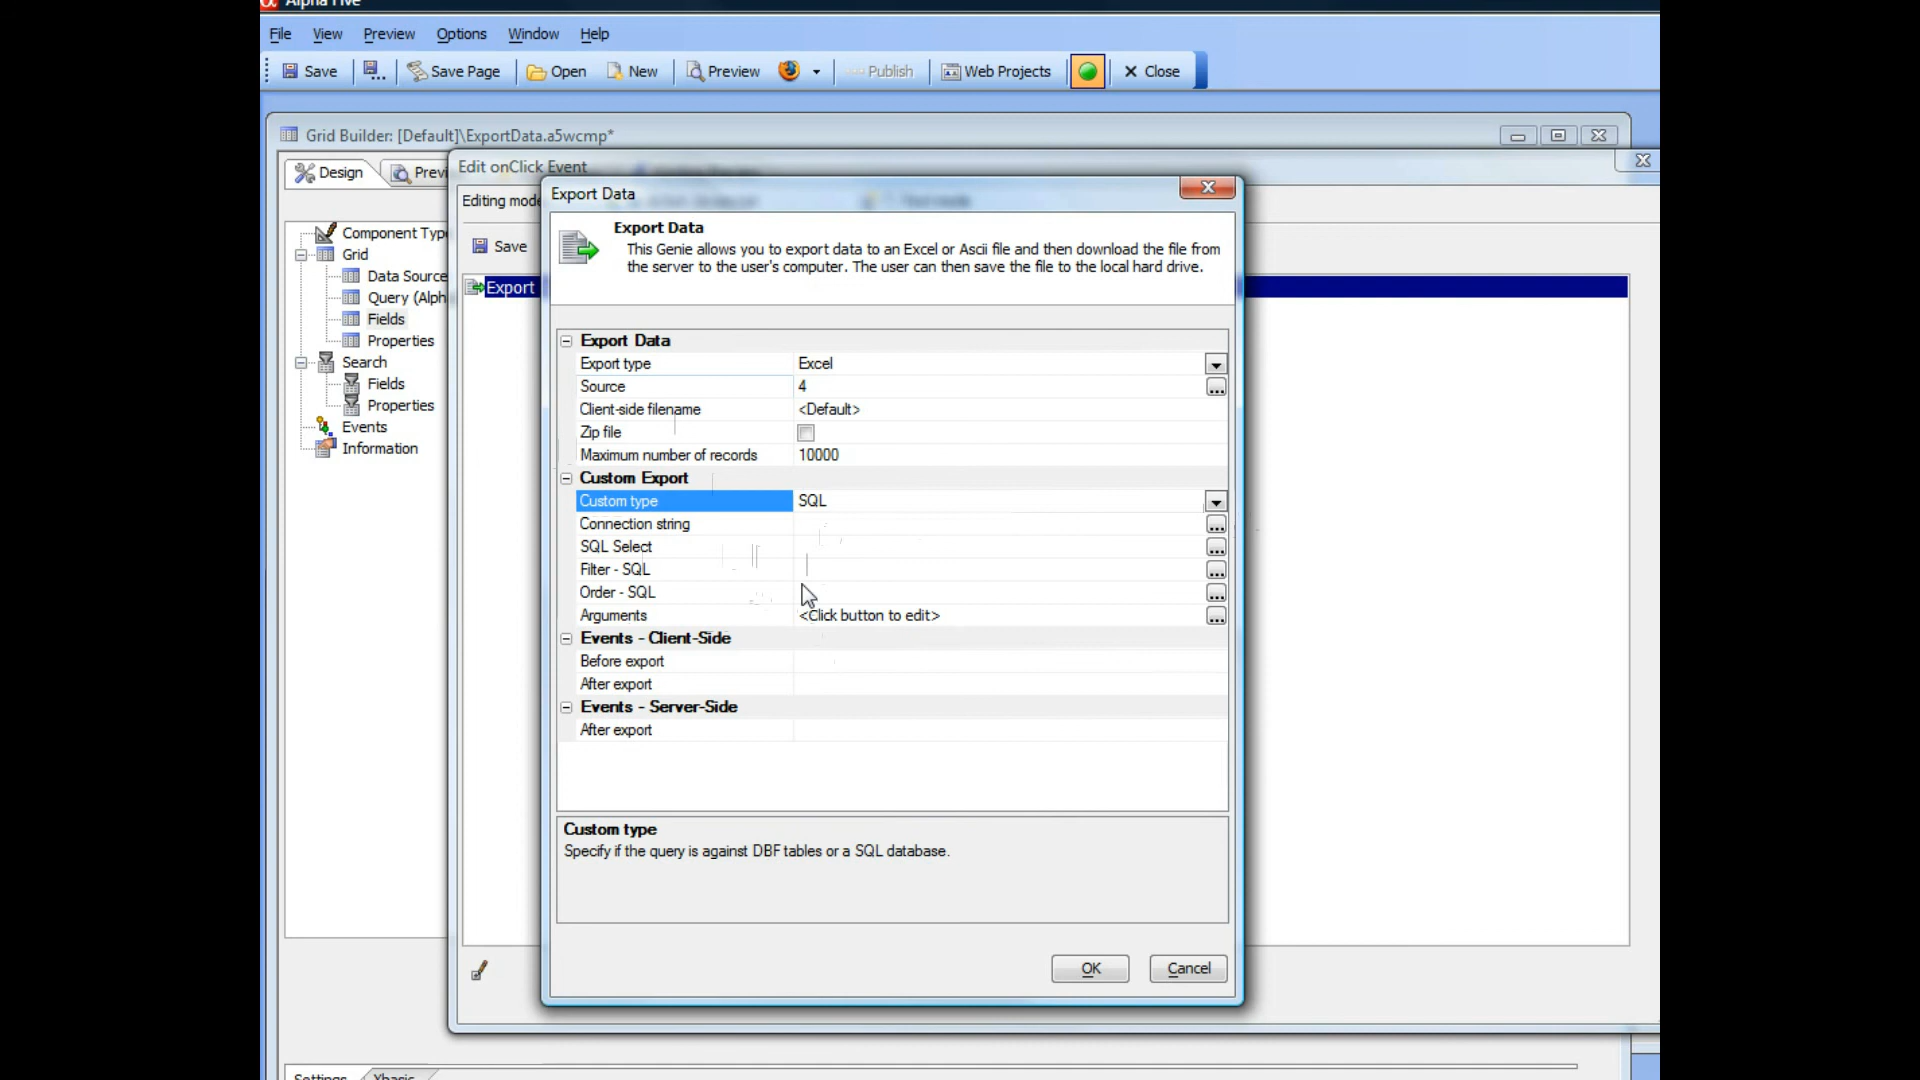 Alpha Five
File View Preview Options Window Help
Save Save Page Open New Preview Publish Web Projects Close
Grid Builder: [Default]\ExportData.a5wcmp*
Design Previ
Edit onClick Event
Editing mode
Save
Export
Component Type
Grid
Data Source
Query (Alph
Fields
Properties
Search
Fields
Properties
Events
Information
Export Data
Export Data
This Genie allows you to export data to an Excel or Ascii file and then download the file from
the server to the user's computer. The user can then save the file to the local hard drive.
Export Data
Export type Excel
Source 4
Client-side filename <Default>
Zip file
Maximum number of records 10000
Custom Export
Custom type SQL
Connection string
SQL Select
Filter - SQL
Order - SQL
Arguments <Click button to edit>
Events - Client-Side
Before export
After export
Events - Server-Side
After export
Custom type
Specify if the query is against DBF tables or a SQL database.
OK Cancel
Settings Xbasic